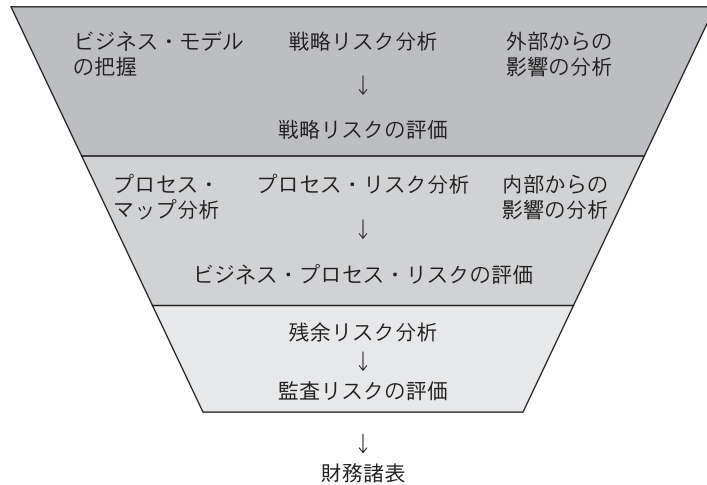 ビジネス・モデル
の把握
戦略リスク分析
外部からの
影響の分析
↓
戦略リスクの評価
プロセス・
マップ分析
プロセス・リスク分析
内部からの
影響の分析
↓
ビジネス・プロセス・リスクの評価
残余リスク分析
↓
監査リスクの評価
↓
財務諸表